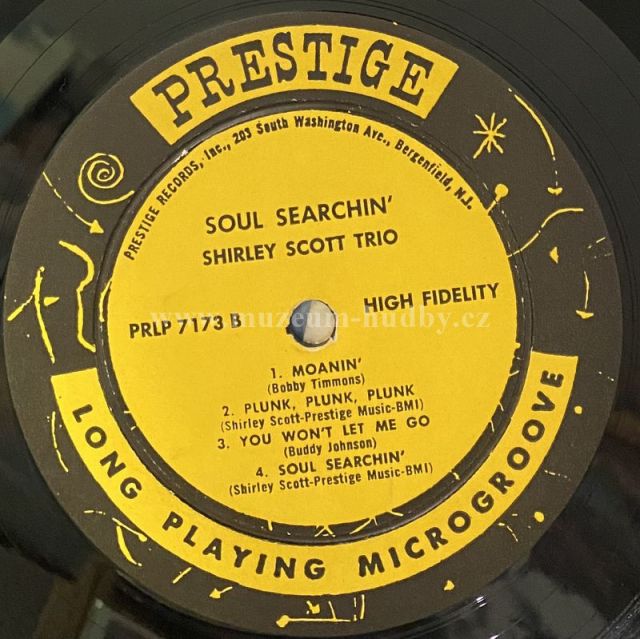 PRESTIGE
PRESTIGE RECORDS, Inc., 203 South Washington Ave., Bergenfield, N.J.
SOUL SEARCHIN'
SHIRLEY SCOTT TRIO
PRLP 7173 B
HIGH FIDELITY
www.muzeum-hudby.cz
1. MOANIN'
(Bobby Timmons)
2. PLUNK, PLUNK, PLUNK
(Shirley Scott-Prestige Music-BMI)
3. YOU WON'T LET ME GO
(Buddy Johnson)
4. SOUL SEARCHIN'
(Shirley Scott-Prestige Music-BMI)
LONG PLAYING MICROGROOVE